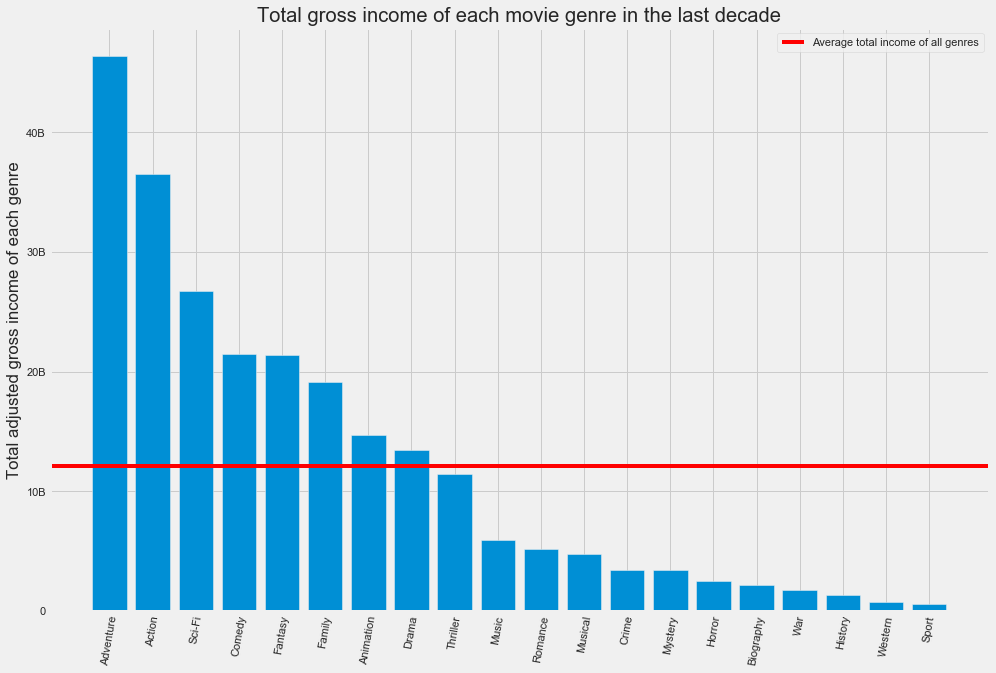 Total gross income of each movie genre in the last decade
Average total income of all genres
Total adjusted gross income of each genre
40B
30B
20B
10B
0
Adventure
Action
Sci-Fi
Comedy
Fantasy
Family
Animation
Drama
Thriller
Music
Romance
Musical
Crime
Mystery
Horror
Biography
War
History
Western
Sport